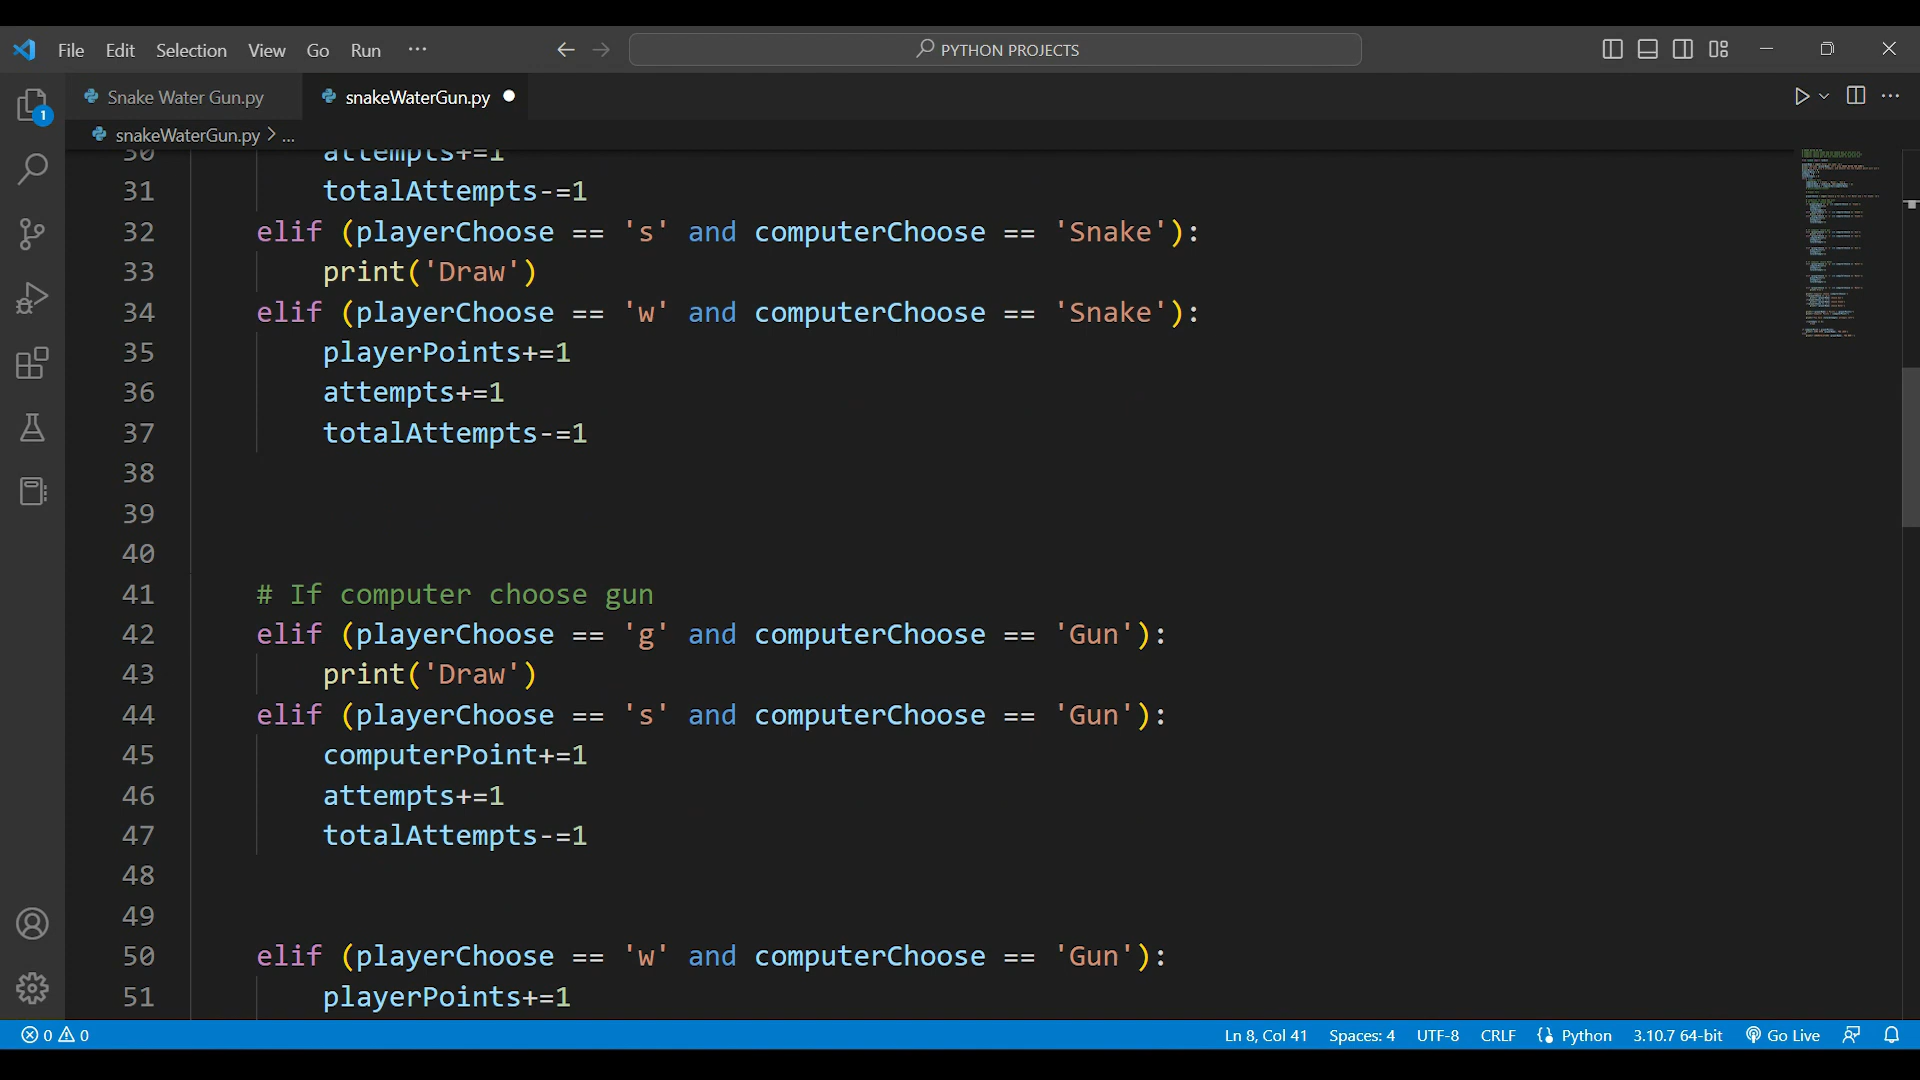 File Edit Selection View Go Run ...
PYTHON PROJECTS
Snake Water Gun.py
snakeWaterGun.py
snakeWaterGun.py > ...
1
30 attempts+=1
31 totalAttempts-=1
32 elif (playerChoose == 's' and computerChoose == 'Snake'):
33 print('Draw')
34 elif (playerChoose == 'w' and computerChoose == 'Snake'):
35 playerPoints+=1
36 attempts+=1
37 totalAttempts-=1
38
39
40
41 # If computer choose gun
42 elif (playerChoose == 'g' and computerChoose == 'Gun'):
43 print('Draw')
44 elif (playerChoose == 's' and computerChoose == 'Gun'):
45 computerPoint+=1
46 attempts+=1
47 totalAttempts-=1
48
49
50 elif (playerChoose == 'w' and computerChoose == 'Gun'):
51 playerPoints+=1
0 0 Ln 8, Col 41 Spaces: 4 UTF-8 CRLF {} Python 3.10.7 64-bit Go Live